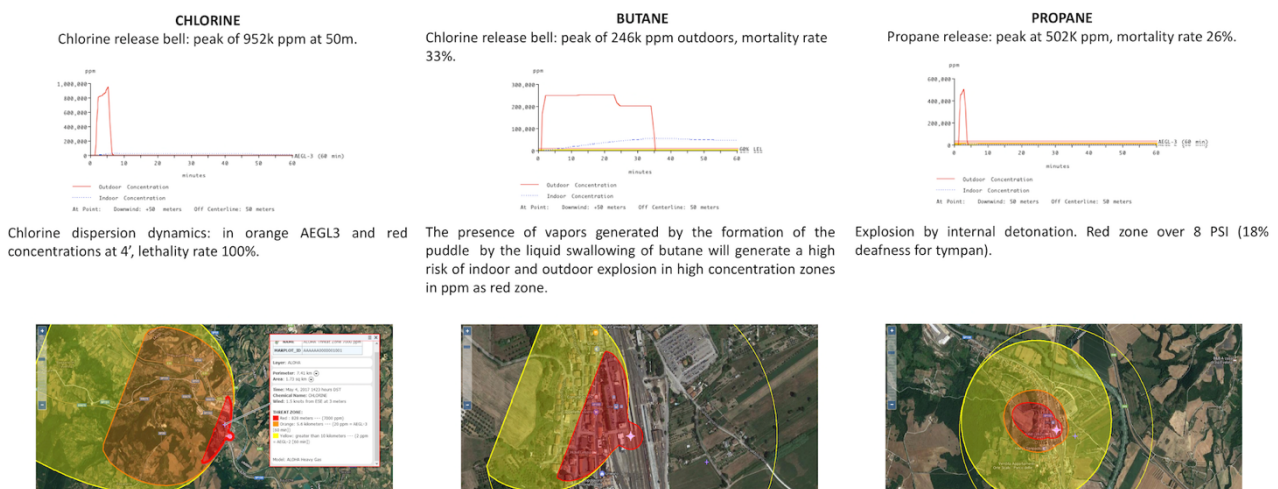 CHLORINE
Chlorine release bell: peak of 952k ppm at 50m.
ppm
1,000,000
800,000
600,000
400,000
200,000
0
0
10
20
30
40
50
60
AEGL-3 (60 min)
minutes
Outdoor Concentration
Indoor Concentration
At Point: Downwind: +50 meters Off Centerline: 50 meters
Chlorine dispersion dynamics: in orange AEGL3 and red
concentrations at 4’, lethality rate 100%.
Layer: ALOHA
Chemical Name: CHLORINE
THREAT ZONE:
Model: ALOHA Heavy Gas
BUTANE
Chlorine release bell: peak of 246k ppm outdoors, mortality rate
33%.
ppm
300,000
200,000
100,000
0
0
10
20
30
40
50
60
60% LEL
minutes
Outdoor Concentration
Indoor Concentration
At Point: Downwind: +50 meters Off Centerline: 50 meters
The presence of vapors generated by the formation of the
puddle by the liquid swallowing of butane will generate a high
risk of indoor and outdoor explosion in high concentration zones
in ppm as red zone.
PROPANE
Propane release: peak at 502K ppm, mortality rate 26%.
ppm
600,000
400,000
200,000
0
0
10
20
30
40
50
60
AEGL-3 (60 min)
minutes
Outdoor Concentration
Indoor Concentration
At Point: Downwind: 50 meters Off Centerline: 50 meters
Explosion by internal detonation. Red zone over 8 PSI (18%
deafness for tympan).